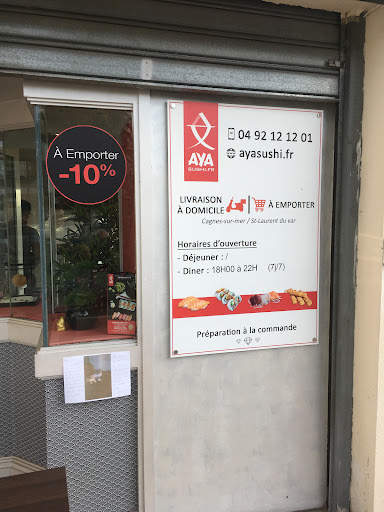 À Emporter
-10%
AYA
SUSHI.FR
04 92 12 12 01
ayasushi.fr
LIVRAISON
À DOMICILE
À EMPORTER
Cagnes-sur-mer / St-Laurent du var
Horaires d'ouverture
- Déjeuner : /
- Diner : 18H00 à 22H (7j/7)
Préparation à la commande